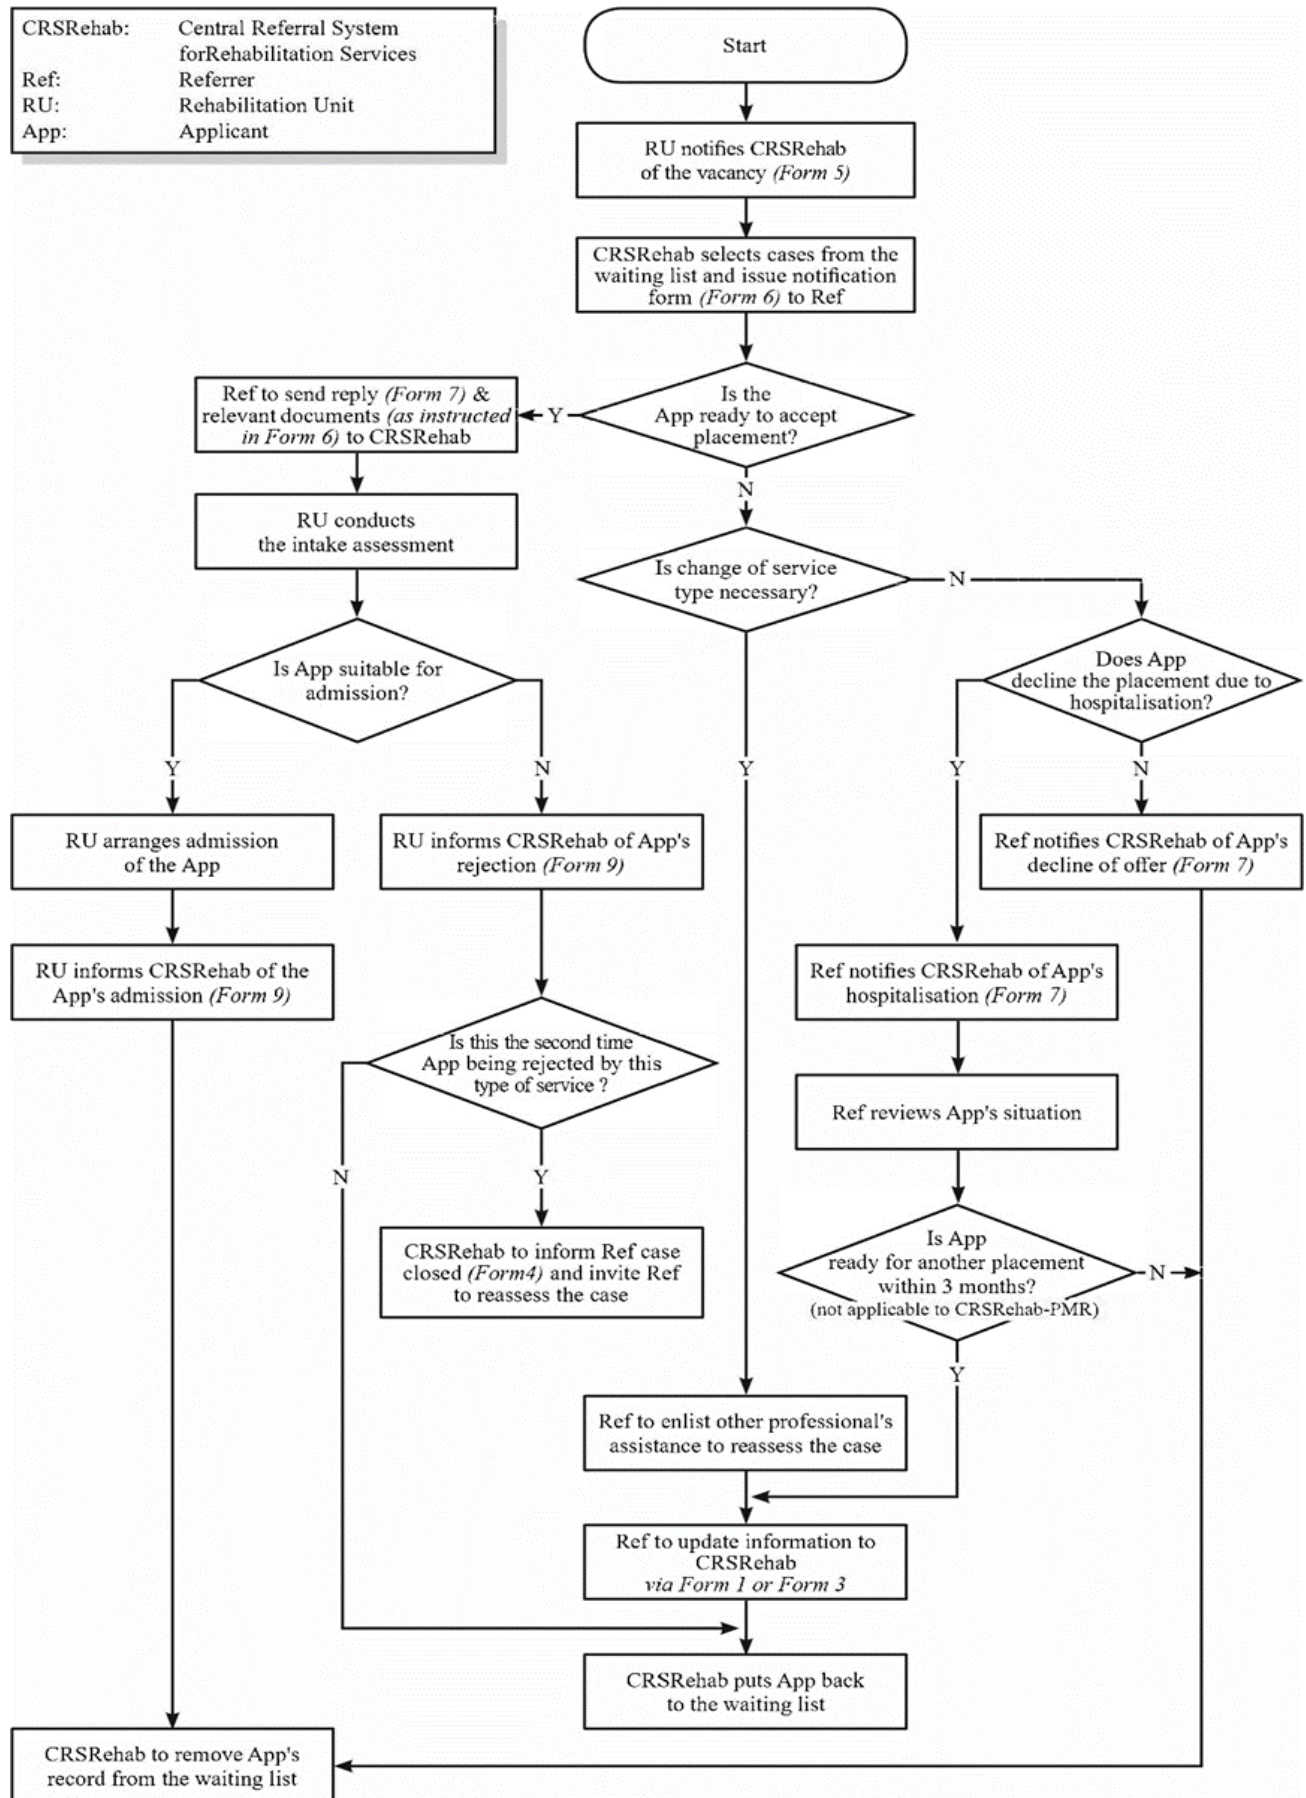 CRSRehab: Central Referral System
forRehabilitation Services
Ref: Referrer
RU: Rehabilitation Unit
App: Applicant
Start
RU notifies CRSRehab
of the vacancy (Form 5)
CRSRehab selects cases from the
waiting list and issue notification
form (Form 6) to Ref
Is the
App ready to accept
placement?
Y
N
Ref to send reply (Form 7) &
relevant documents (as instructed
in Form 6) to CRSRehab
RU conducts
the intake assessment
Is change of service
type necessary?
N
Y
Is App suitable for
admission?
Y
N
Does App
decline the placement due to
hospitalisation?
Y
N
RU arranges admission
of the App
RU informs CRSRehab of App's
rejection (Form 9)
Ref notifies CRSRehab of App's
decline of offer (Form 7)
RU informs CRSRehab of the
App's admission (Form 9)
Ref notifies CRSRehab of App's
hospitalisation (Form 7)
Is this the second time
App being rejected by this
type of service ?
N
Y
Ref reviews App's situation
CRSRehab to inform Ref case
closed (Form4) and invite Ref
to reassess the case
Is App
ready for another placement
within 3 months?
(not applicable to CRSRehab-PMR)
N
Y
Ref to enlist other professional's
assistance to reassess the case
Ref to update information to
CRSRehab
via Form 1 or Form 3
CRSRehab puts App back
to the waiting list
CRSRehab to remove App's
record from the waiting list